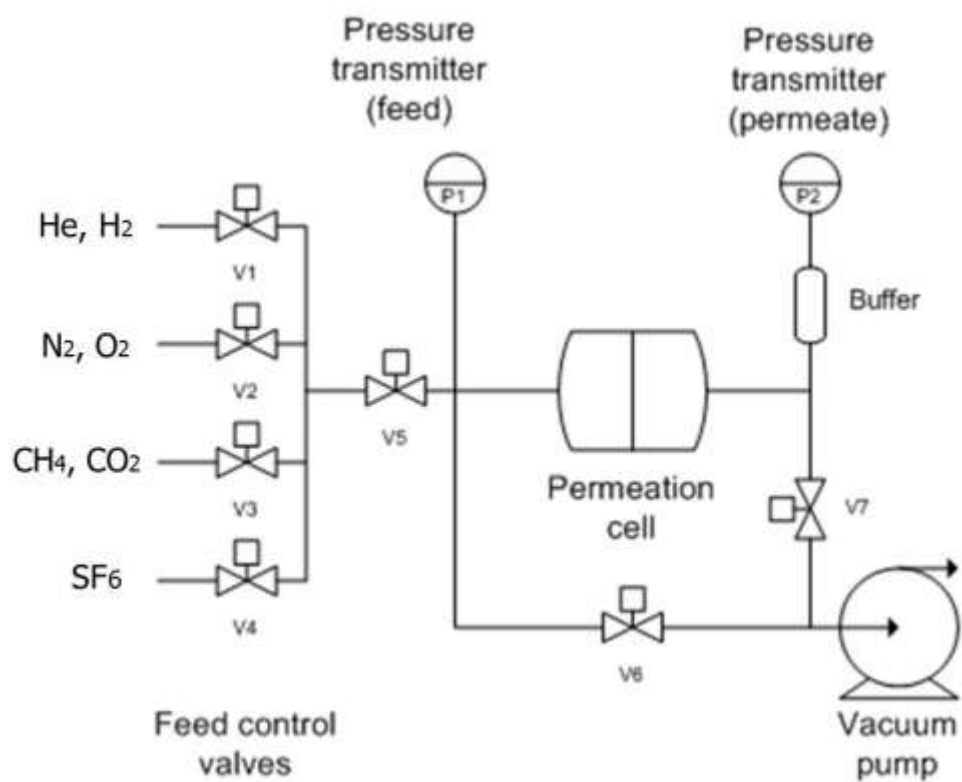 Pressure
transmitter
(feed)
Pressure
transmitter
(permeate)
P1
P2
He, H2
V1
Buffer
N2, O2
V2
V5
CH4, CO2
V3
Permeation
cell
V7
SF6
V4
V6
Feed control
valves
Vacuum
pump